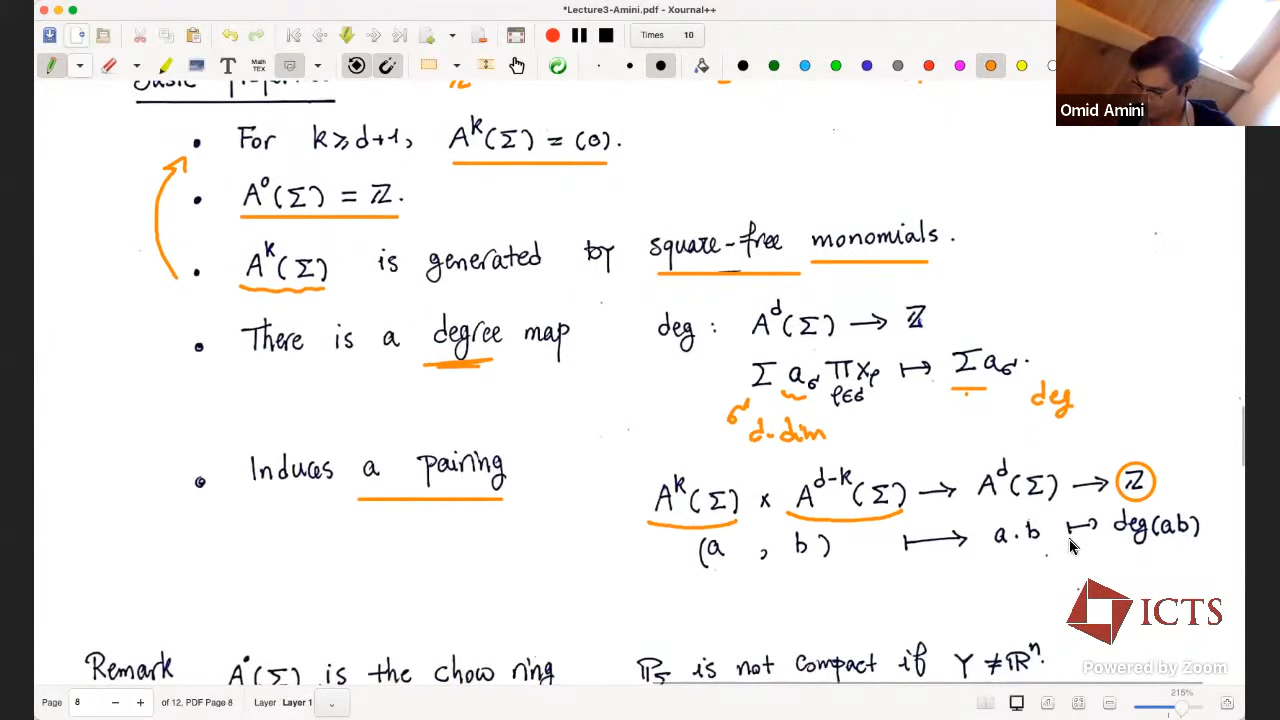 *Lecture3-Amini.pdf - Xournal++
Times 10
T Math TEX
Omid Amini
• For k ≥ d+1, A^k(Σ) = (0).
• A^0(Σ) = ℤ.
• A^k(Σ) is generated by square-free monomials.
• There is a degree map deg : A^d(Σ) → ℤ
Σ a_σ ∏ x_ρ ↦ Σ a_σ.
ρ∈σ
deg
σ d-dim
• Induces a pairing A^k(Σ) × A^{d-k}(Σ) → A^d(Σ) → ℤ
(a, b) ↦ a·b ↦ deg(ab)
ICTS
Remark A^•(Σ) is the chow ring ℙ_Σ is not compact if Y ≠ ℝ^n.
Powered by Zoom
Page 8 of 12, PDF Page 8 Layer Layer 1 215%